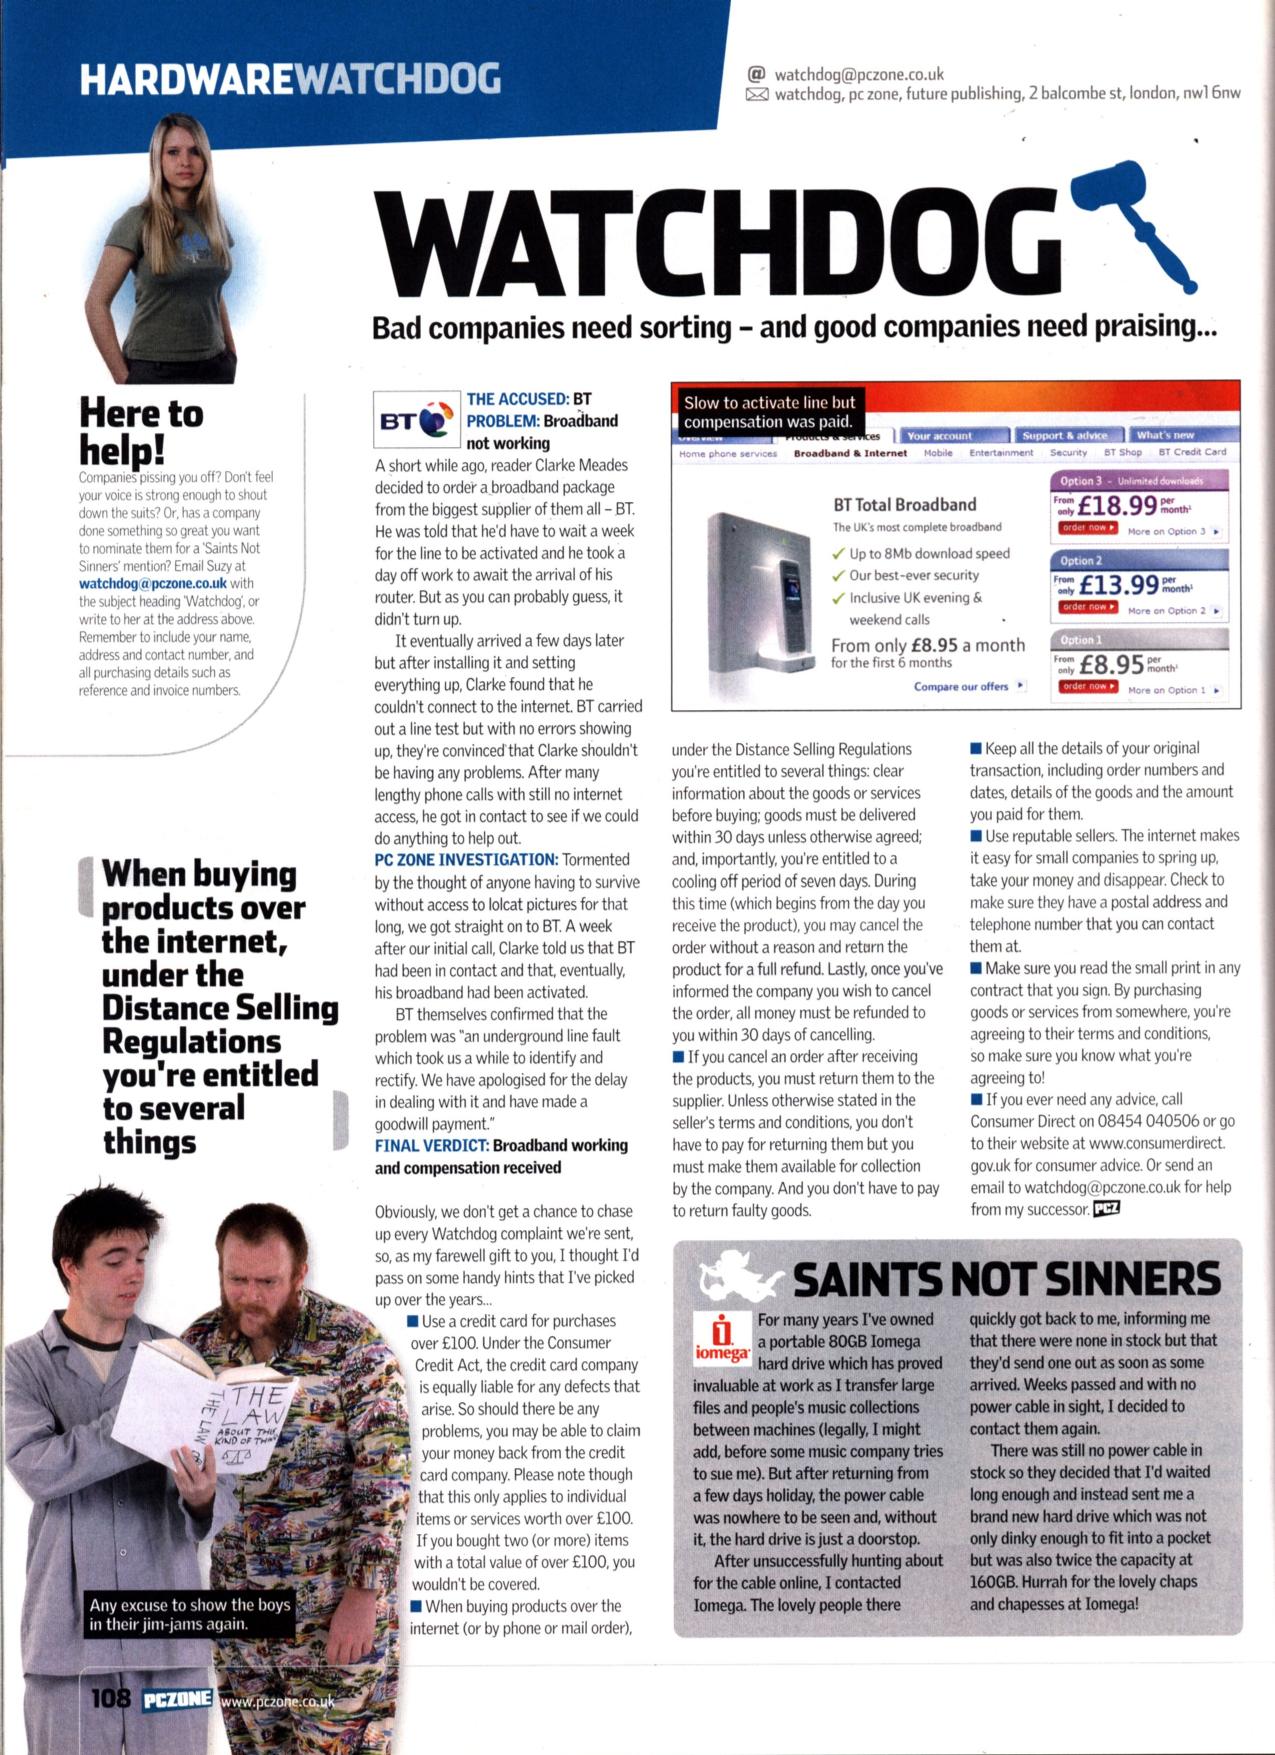 HARDWAREWATCHDOG
@ watchdog@pczone.co.uk
watchdog, pc zone, future publishing, 2 balcombe st, london, nw1 6nw
WATCHDOG
Bad companies need sorting – and good companies need praising...
Here to
help!
Companies pissing you off? Don't feel
your voice is strong enough to shout
down the suits? Or, has a company
done something so great you want
to nominate them for a 'Saints Not
Sinners' mention? Email Suzy at
watchdog@pczone.co.uk with
the subject heading 'Watchdog', or
write to her at the address above.
Remember to include your name,
address and contact number, and
all purchasing details such as
reference and invoice numbers.
When buying
products over
the internet,
under the
Distance Selling
Regulations
you're entitled
to several
things
THE
LAW
ABOUT THIS
KIND OF THING
THE LAW
Any excuse to show the boys
in their jim-jams again.
BT
THE ACCUSED: BT
PROBLEM: Broadband
not working
A short while ago, reader Clarke Meades
decided to order a broadband package
from the biggest supplier of them all – BT.
He was told that he'd have to wait a week
for the line to be activated and he took a
day off work to await the arrival of his
router. But as you can probably guess, it
didn't turn up.
It eventually arrived a few days later
but after installing it and setting
everything up, Clarke found that he
couldn't connect to the internet. BT carried
out a line test but with no errors showing
up, they're convinced that Clarke shouldn't
be having any problems. After many
lengthy phone calls with still no internet
access, he got in contact to see if we could
do anything to help out.
PC ZONE INVESTIGATION: Tormented
by the thought of anyone having to survive
without access to lolcat pictures for that
long, we got straight on to BT. A week
after our initial call, Clarke told us that BT
had been in contact and that, eventually,
his broadband had been activated.
BT themselves confirmed that the
problem was "an underground line fault
which took us a while to identify and
rectify. We have apologised for the delay
in dealing with it and have made a
goodwill payment."
FINAL VERDICT: Broadband working
and compensation received
Obviously, we don't get a chance to chase
up every Watchdog complaint we're sent,
so, as my farewell gift to you, I thought I'd
pass on some handy hints that I've picked
up over the years...
■ Use a credit card for purchases
over £100. Under the Consumer
Credit Act, the credit card company
is equally liable for any defects that
arise. So should there be any
problems, you may be able to claim
your money back from the credit
card company. Please note though
that this only applies to individual
items or services worth over £100.
If you bought two (or more) items
with a total value of over £100, you
wouldn't be covered.
■ When buying products over the
internet (or by phone or mail order),
Slow to activate line but
compensation was paid.
Your account
Support & advice
What's new
Home phone services
Broadband & Internet
Mobile
Entertainment
Security
BT Shop
BT Credit Card
BT Total Broadband
The UK's most complete broadband
✓ Up to 8Mb download speed
✓ Our best-ever security
✓ Inclusive UK evening &
weekend calls
From only £8.95 a month
for the first 6 months
Compare our offers
Option 3 - Unlimited downloads
From only £18.99 per month¹
order now
More on Option 3
Option 2
From only £13.99 per month¹
order now
More on Option 2
Option 1
From only £8.95 per month¹
order now
More on Option 1
under the Distance Selling Regulations
you're entitled to several things: clear
information about the goods or services
before buying; goods must be delivered
within 30 days unless otherwise agreed;
and, importantly, you're entitled to a
cooling off period of seven days. During
this time (which begins from the day you
receive the product), you may cancel the
order without a reason and return the
product for a full refund. Lastly, once you've
informed the company you wish to cancel
the order, all money must be refunded to
you within 30 days of cancelling.
■ If you cancel an order after receiving
the products, you must return them to the
supplier. Unless otherwise stated in the
seller's terms and conditions, you don't
have to pay for returning them but you
must make them available for collection
by the company. And you don't have to pay
to return faulty goods.
■ Keep all the details of your original
transaction, including order numbers and
dates, details of the goods and the amount
you paid for them.
■ Use reputable sellers. The internet makes
it easy for small companies to spring up,
take your money and disappear. Check to
make sure they have a postal address and
telephone number that you can contact
them at.
■ Make sure you read the small print in any
contract that you sign. By purchasing
goods or services from somewhere, you're
agreeing to their terms and conditions,
so make sure you know what you're
agreeing to!
■ If you ever need any advice, call
Consumer Direct on 08454 040506 or go
to their website at www.consumerdirect.
gov.uk for consumer advice. Or send an
email to watchdog@pczone.co.uk for help
from my successor. PCZ
SAINTS NOT SINNERS
iomega
For many years I've owned
a portable 80GB Iomega
hard drive which has proved
invaluable at work as I transfer large
files and people's music collections
between machines (legally, I might
add, before some music company tries
to sue me). But after returning from
a few days holiday, the power cable
was nowhere to be seen and, without
it, the hard drive is just a doorstop.
After unsuccessfully hunting about
for the cable online, I contacted
Iomega. The lovely people there
quickly got back to me, informing me
that there were none in stock but that
they'd send one out as soon as some
arrived. Weeks passed and with no
power cable in sight, I decided to
contact them again.
There was still no power cable in
stock so they decided that I'd waited
long enough and instead sent me a
brand new hard drive which was not
only dinky enough to fit into a pocket
but was also twice the capacity at
160GB. Hurrah for the lovely chaps
and chapesses at Iomega!
108 PCZONE www.pczone.co.uk